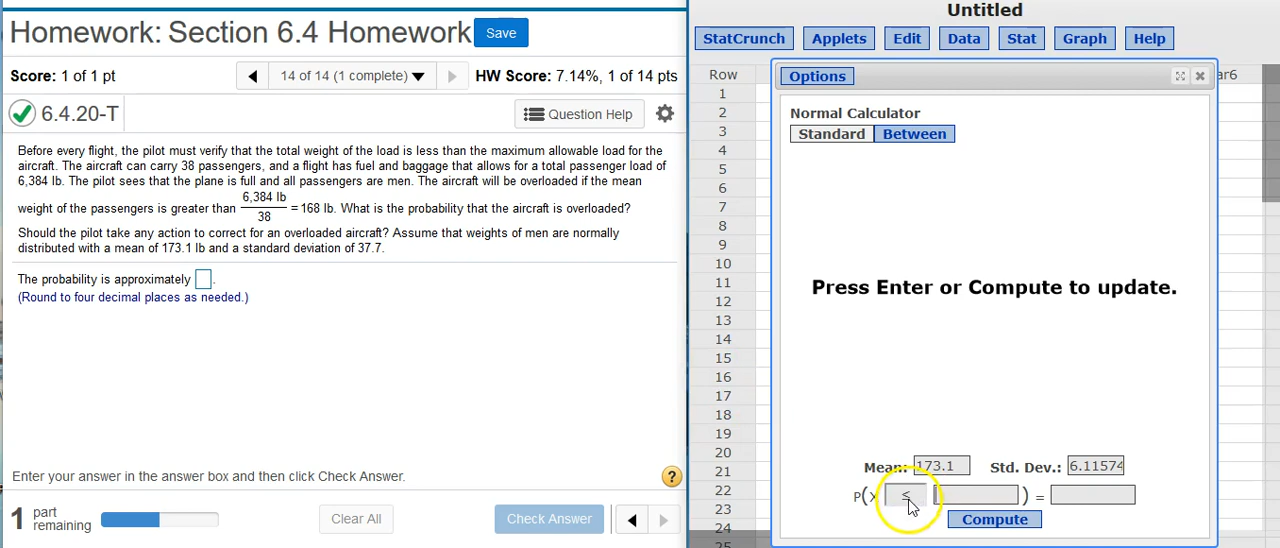 Homework: Section 6.4 Homework
Save
Score: 1 of 1 pt
14 of 14 (1 complete)
HW Score: 7.14%, 1 of 14 pts
6.4.20-T
Question Help
Before every flight, the pilot must verify that the total weight of the load is less than the maximum allowable load for the
aircraft. The aircraft can carry 38 passengers, and a flight has fuel and baggage that allows for a total passenger load of
6,384 lb. The pilot sees that the plane is full and all passengers are men. The aircraft will be overloaded if the mean
weight of the passengers is greater than 6,384 lb / 38 = 168 lb. What is the probability that the aircraft is overloaded?
Should the pilot take any action to correct for an overloaded aircraft? Assume that weights of men are normally
distributed with a mean of 173.1 lb and a standard deviation of 37.7.
The probability is approximately .
(Round to four decimal places as needed.)
Enter your answer in the answer box and then click Check Answer.
?
1 part remaining
Clear All
Check Answer
Untitled
StatCrunch Applets Edit Data Stat Graph Help
Row
ar6
1
2
3
4
5
6
7
8
9
10
11
12
13
14
15
16
17
18
19
20
21
22
23
24
25
Options
Normal Calculator
Standard Between
Press Enter or Compute to update.
Mean: 173.1 Std. Dev.: 6.11574
P(x ≤ ) =
Compute